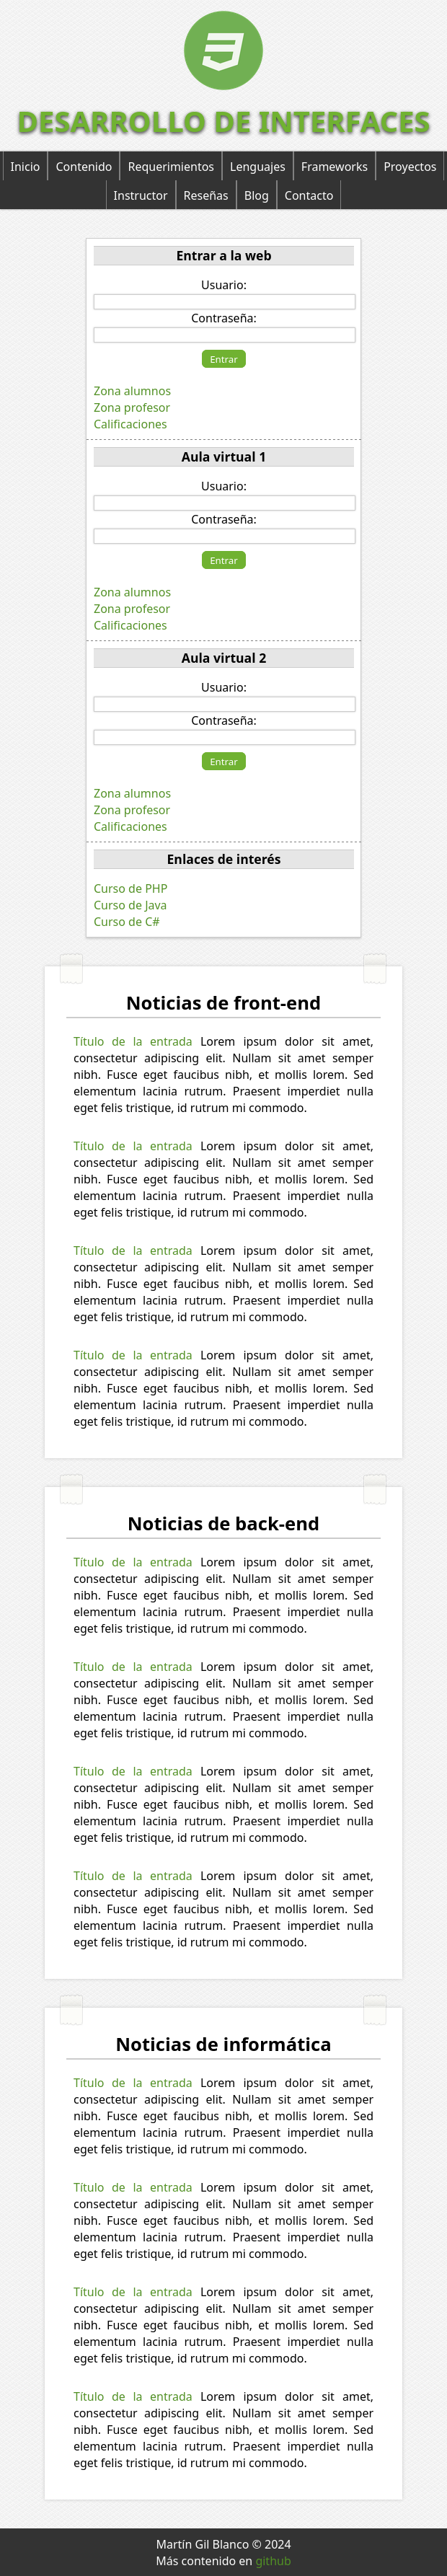 DESARROLLO DE INTERFACES
Inicio
Contenido
Requerimientos
Lenguajes
Frameworks
Proyectos
Instructor
Reseñas
Blog
Contacto
Entrar a la web
Usuario:
Contraseña:
Entrar
Zona alumnos
Zona profesor
Calificaciones
Aula virtual 1
Usuario:
Contraseña:
Entrar
Zona alumnos
Zona profesor
Calificaciones
Aula virtual 2
Usuario:
Contraseña:
Entrar
Zona alumnos
Zona profesor
Calificaciones
Enlaces de interés
Curso de PHP
Curso de Java
Curso de C#
Noticias de front-end
Título de la entrada Lorem ipsum dolor sit amet,
consectetur adipiscing elit. Nullam sit amet semper
nibh. Fusce eget faucibus nibh, et mollis lorem. Sed
elementum lacinia rutrum. Praesent imperdiet nulla
eget felis tristique, id rutrum mi commodo.
Título de la entrada Lorem ipsum dolor sit amet,
consectetur adipiscing elit. Nullam sit amet semper
nibh. Fusce eget faucibus nibh, et mollis lorem. Sed
elementum lacinia rutrum. Praesent imperdiet nulla
eget felis tristique, id rutrum mi commodo.
Título de la entrada Lorem ipsum dolor sit amet,
consectetur adipiscing elit. Nullam sit amet semper
nibh. Fusce eget faucibus nibh, et mollis lorem. Sed
elementum lacinia rutrum. Praesent imperdiet nulla
eget felis tristique, id rutrum mi commodo.
Título de la entrada Lorem ipsum dolor sit amet,
consectetur adipiscing elit. Nullam sit amet semper
nibh. Fusce eget faucibus nibh, et mollis lorem. Sed
elementum lacinia rutrum. Praesent imperdiet nulla
eget felis tristique, id rutrum mi commodo.
Noticias de back-end
Título de la entrada Lorem ipsum dolor sit amet,
consectetur adipiscing elit. Nullam sit amet semper
nibh. Fusce eget faucibus nibh, et mollis lorem. Sed
elementum lacinia rutrum. Praesent imperdiet nulla
eget felis tristique, id rutrum mi commodo.
Título de la entrada Lorem ipsum dolor sit amet,
consectetur adipiscing elit. Nullam sit amet semper
nibh. Fusce eget faucibus nibh, et mollis lorem. Sed
elementum lacinia rutrum. Praesent imperdiet nulla
eget felis tristique, id rutrum mi commodo.
Título de la entrada Lorem ipsum dolor sit amet,
consectetur adipiscing elit. Nullam sit amet semper
nibh. Fusce eget faucibus nibh, et mollis lorem. Sed
elementum lacinia rutrum. Praesent imperdiet nulla
eget felis tristique, id rutrum mi commodo.
Título de la entrada Lorem ipsum dolor sit amet,
consectetur adipiscing elit. Nullam sit amet semper
nibh. Fusce eget faucibus nibh, et mollis lorem. Sed
elementum lacinia rutrum. Praesent imperdiet nulla
eget felis tristique, id rutrum mi commodo.
Noticias de informática
Título de la entrada Lorem ipsum dolor sit amet,
consectetur adipiscing elit. Nullam sit amet semper
nibh. Fusce eget faucibus nibh, et mollis lorem. Sed
elementum lacinia rutrum. Praesent imperdiet nulla
eget felis tristique, id rutrum mi commodo.
Título de la entrada Lorem ipsum dolor sit amet,
consectetur adipiscing elit. Nullam sit amet semper
nibh. Fusce eget faucibus nibh, et mollis lorem. Sed
elementum lacinia rutrum. Praesent imperdiet nulla
eget felis tristique, id rutrum mi commodo.
Título de la entrada Lorem ipsum dolor sit amet,
consectetur adipiscing elit. Nullam sit amet semper
nibh. Fusce eget faucibus nibh, et mollis lorem. Sed
elementum lacinia rutrum. Praesent imperdiet nulla
eget felis tristique, id rutrum mi commodo.
Título de la entrada Lorem ipsum dolor sit amet,
consectetur adipiscing elit. Nullam sit amet semper
nibh. Fusce eget faucibus nibh, et mollis lorem. Sed
elementum lacinia rutrum. Praesent imperdiet nulla
eget felis tristique, id rutrum mi commodo.
Martín Gil Blanco © 2024
Más contenido en github